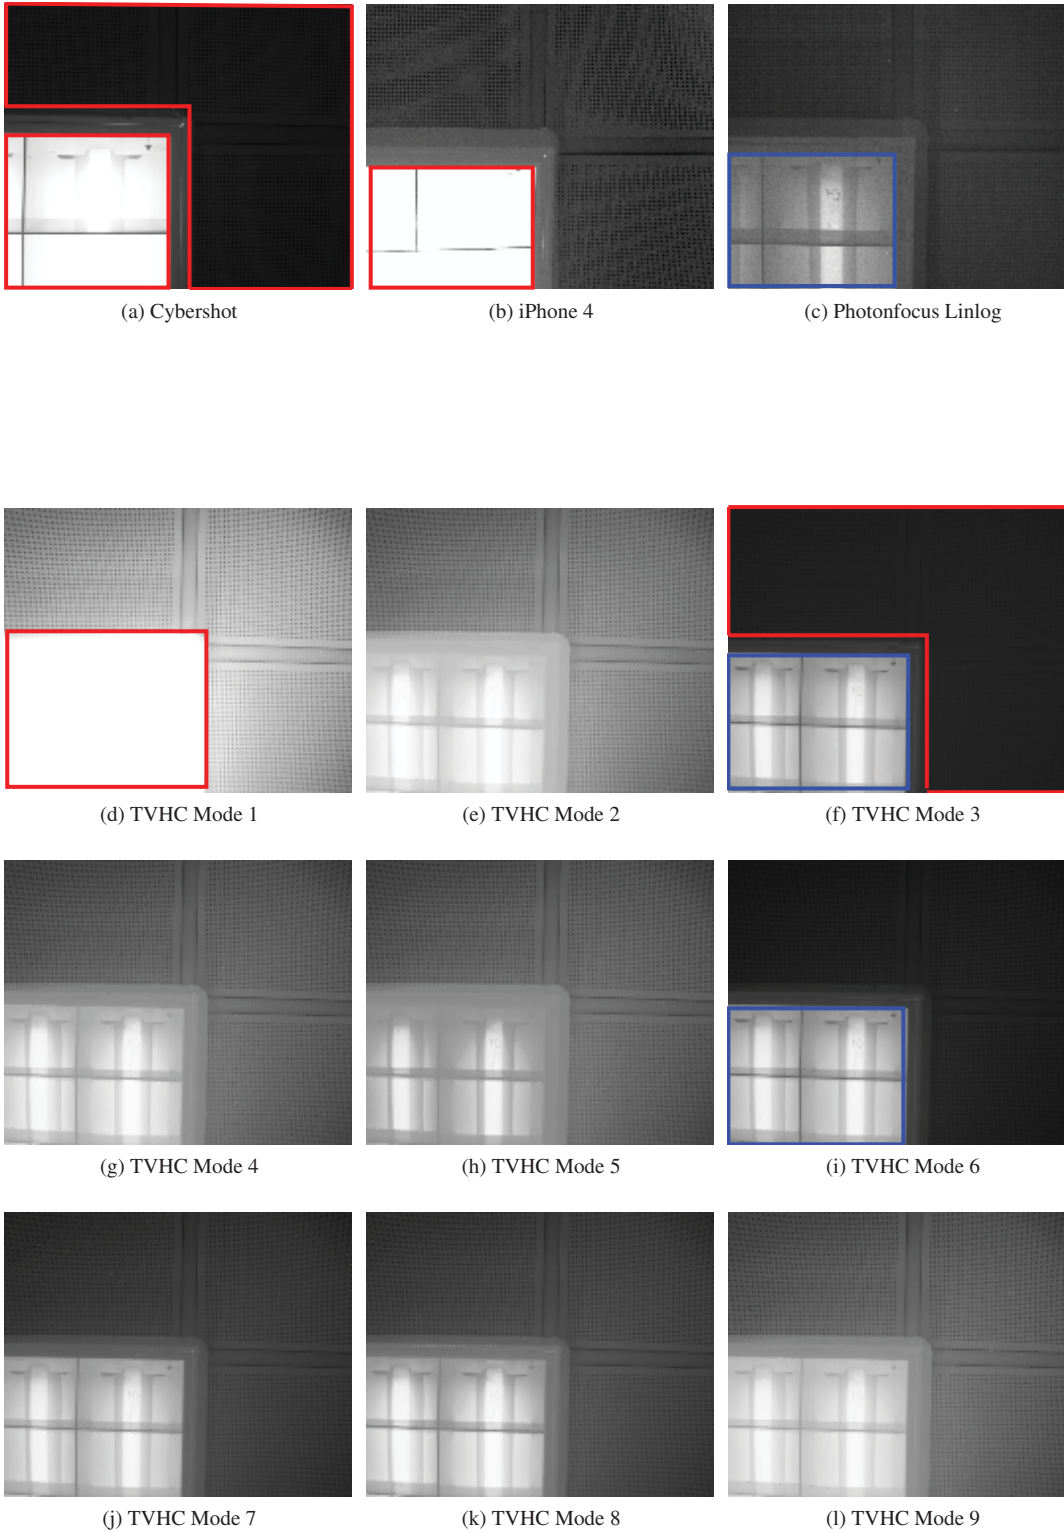 (a) Cybershot
(b) iPhone 4
(c) Photonfocus Linlog
(d) TVHC Mode 1
(e) TVHC Mode 2
(f) TVHC Mode 3
(g) TVHC Mode 4
(h) TVHC Mode 5
(i) TVHC Mode 6
(j) TVHC Mode 7
(k) TVHC Mode 8
(l) TVHC Mode 9